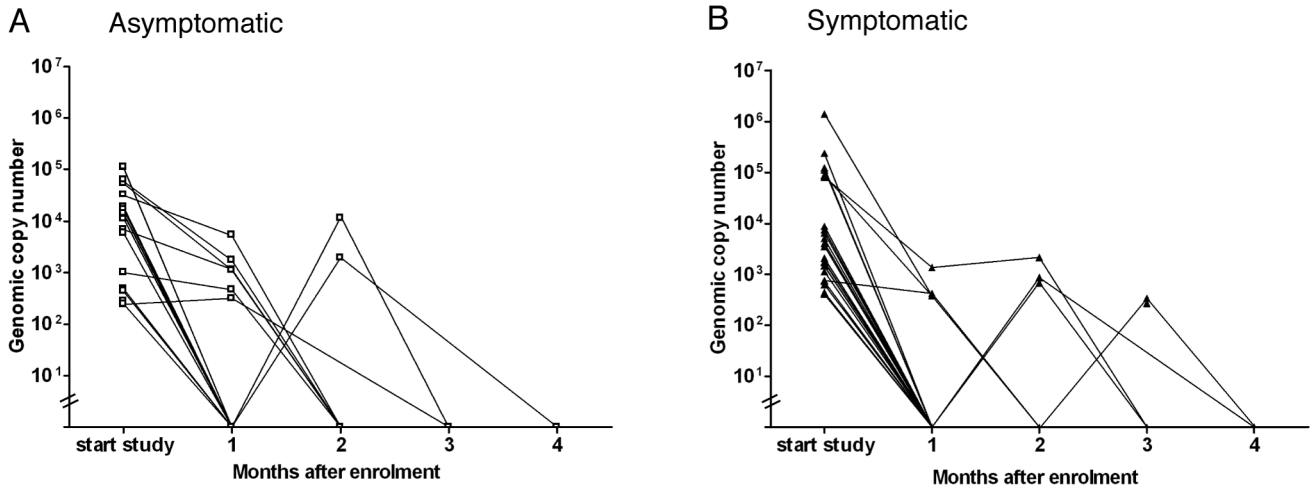 A Asymptomatic
Genomic copy number
10⁷
10⁶
10⁵
10⁴
10³
10²
10¹
start study 1 2 3 4
Months after enrolment
B Symptomatic
Genomic copy number
10⁷
10⁶
10⁵
10⁴
10³
10²
10¹
start study 1 2 3 4
Months after enrolment